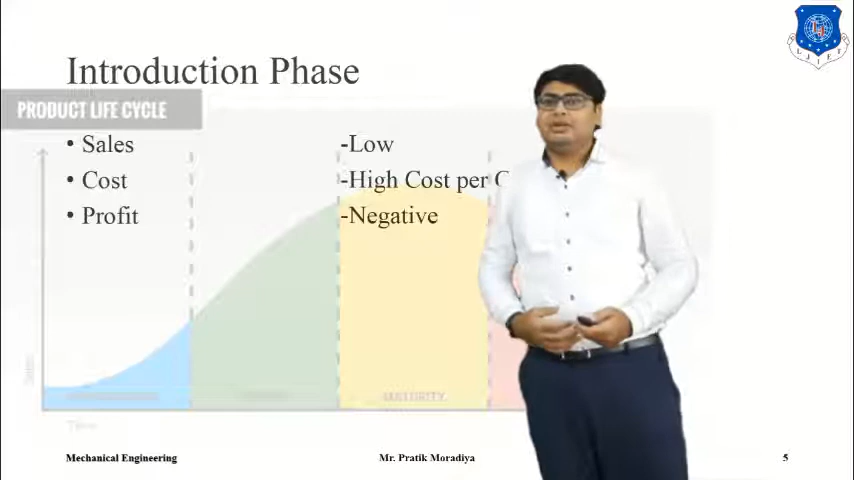 Introduction Phase
PRODUCT LIFE CYCLE
• Sales -Low
• Cost -High Cost per
• Profit -Negative
MATURITY
Mechanical Engineering Mr. Pratik Moradiya 5
LJIET